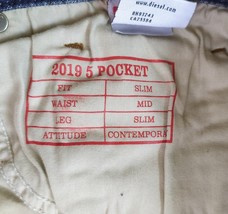 www.diesel.com
2019 5 POCKET
FIT SLIM
WAIST MID
LEG SLIM
ATTITUDE CONTEMPORA